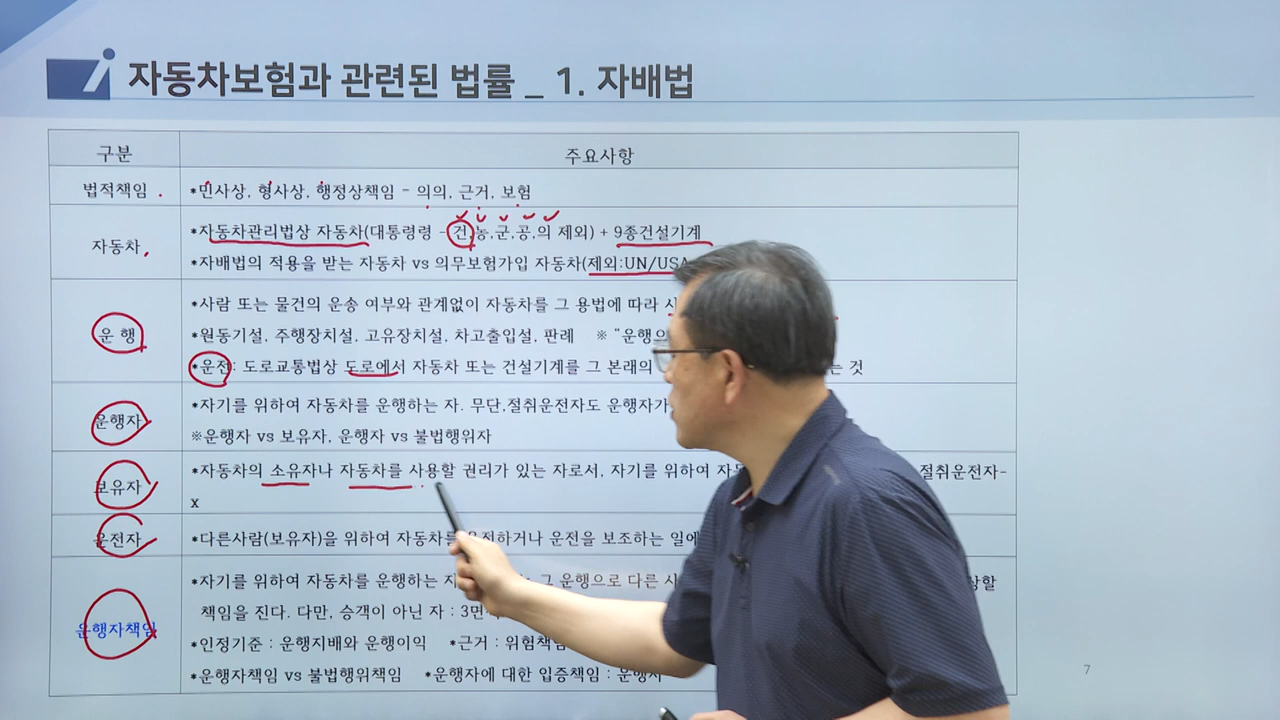 자동차보험과 관련된 법률 _ 1. 자배법
구분
주요사항
법적책임
*민사상, 형사상, 행정상책임 - 의의, 근거, 보험
자동차
*자동차관리법상 자동차(대통령령 - 건,농,군,공,의 제외) + 9종건설기계
*자배법의 적용을 받는 자동차 vs 의무보험가입 자동차(제외:UN/USA
운 행
*사람 또는 물건의 운송 여부와 관계없이 자동차를 그 용법에 따라
*원동기설, 주행장치설, 고유장치설, 차고출입설, 판례 ※ "운행으
*운전: 도로교통법상 도로에서 자동차 또는 건설기계를 그 본래의 는 것
운행자
*자기를 위하여 자동차를 운행하는 자. 무단,절취운전자도 운행자가
※운행자 vs 보유자, 운행자 vs 불법행위자
보유자
*자동차의 소유자나 자동차를 사용할 권리가 있는 자로서, 자기를 위하여 자동 절취운전자-
x
운전자
*다른사람(보유자)을 위하여 자동차를 운전하거나 운전을 보조하는 일에
운행자책임
*자기를 위하여 자동차를 운행하는 자 그 운행으로 다른 사 상할
책임을 진다. 다만, 승객이 아닌 자 : 3면
*인정기준 : 운행지배와 운행이익 *근거 : 위험책임
*운행자책임 vs 불법행위책임 *운행자에 대한 입증책임 : 운행자
7